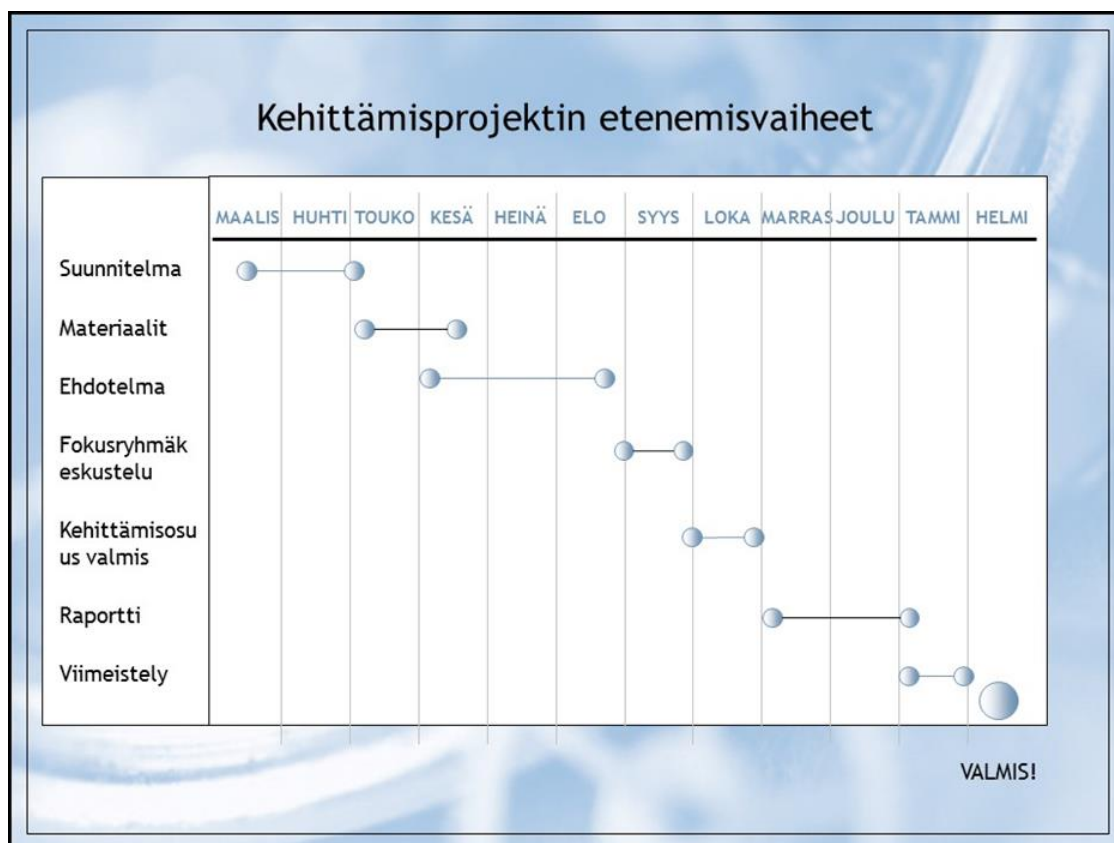 Kehittämisprojektin etenemisvaiheet
MAALIS HUHTI TOUKO KESÄ HEINÄ ELO SYYS LOKA MARRAS JOULU TAMMI HELMI
Suunnitelma
Materiaalit
Ehdotelma
Fokusryhmäk
eskustelu
Kehittämisosu
us valmis
Raportti
Viimeistely
VALMIS!